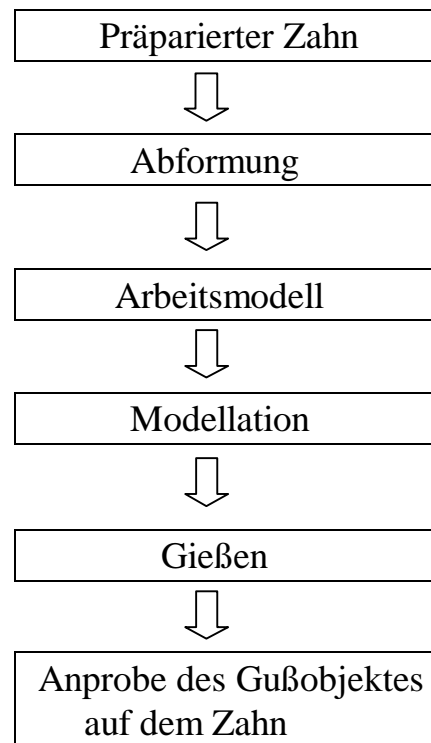 Präparierter Zahn
Abformung
Arbeitsmodell
Modellation
Gießen
Anprobe des Gußobjektes
auf dem Zahn